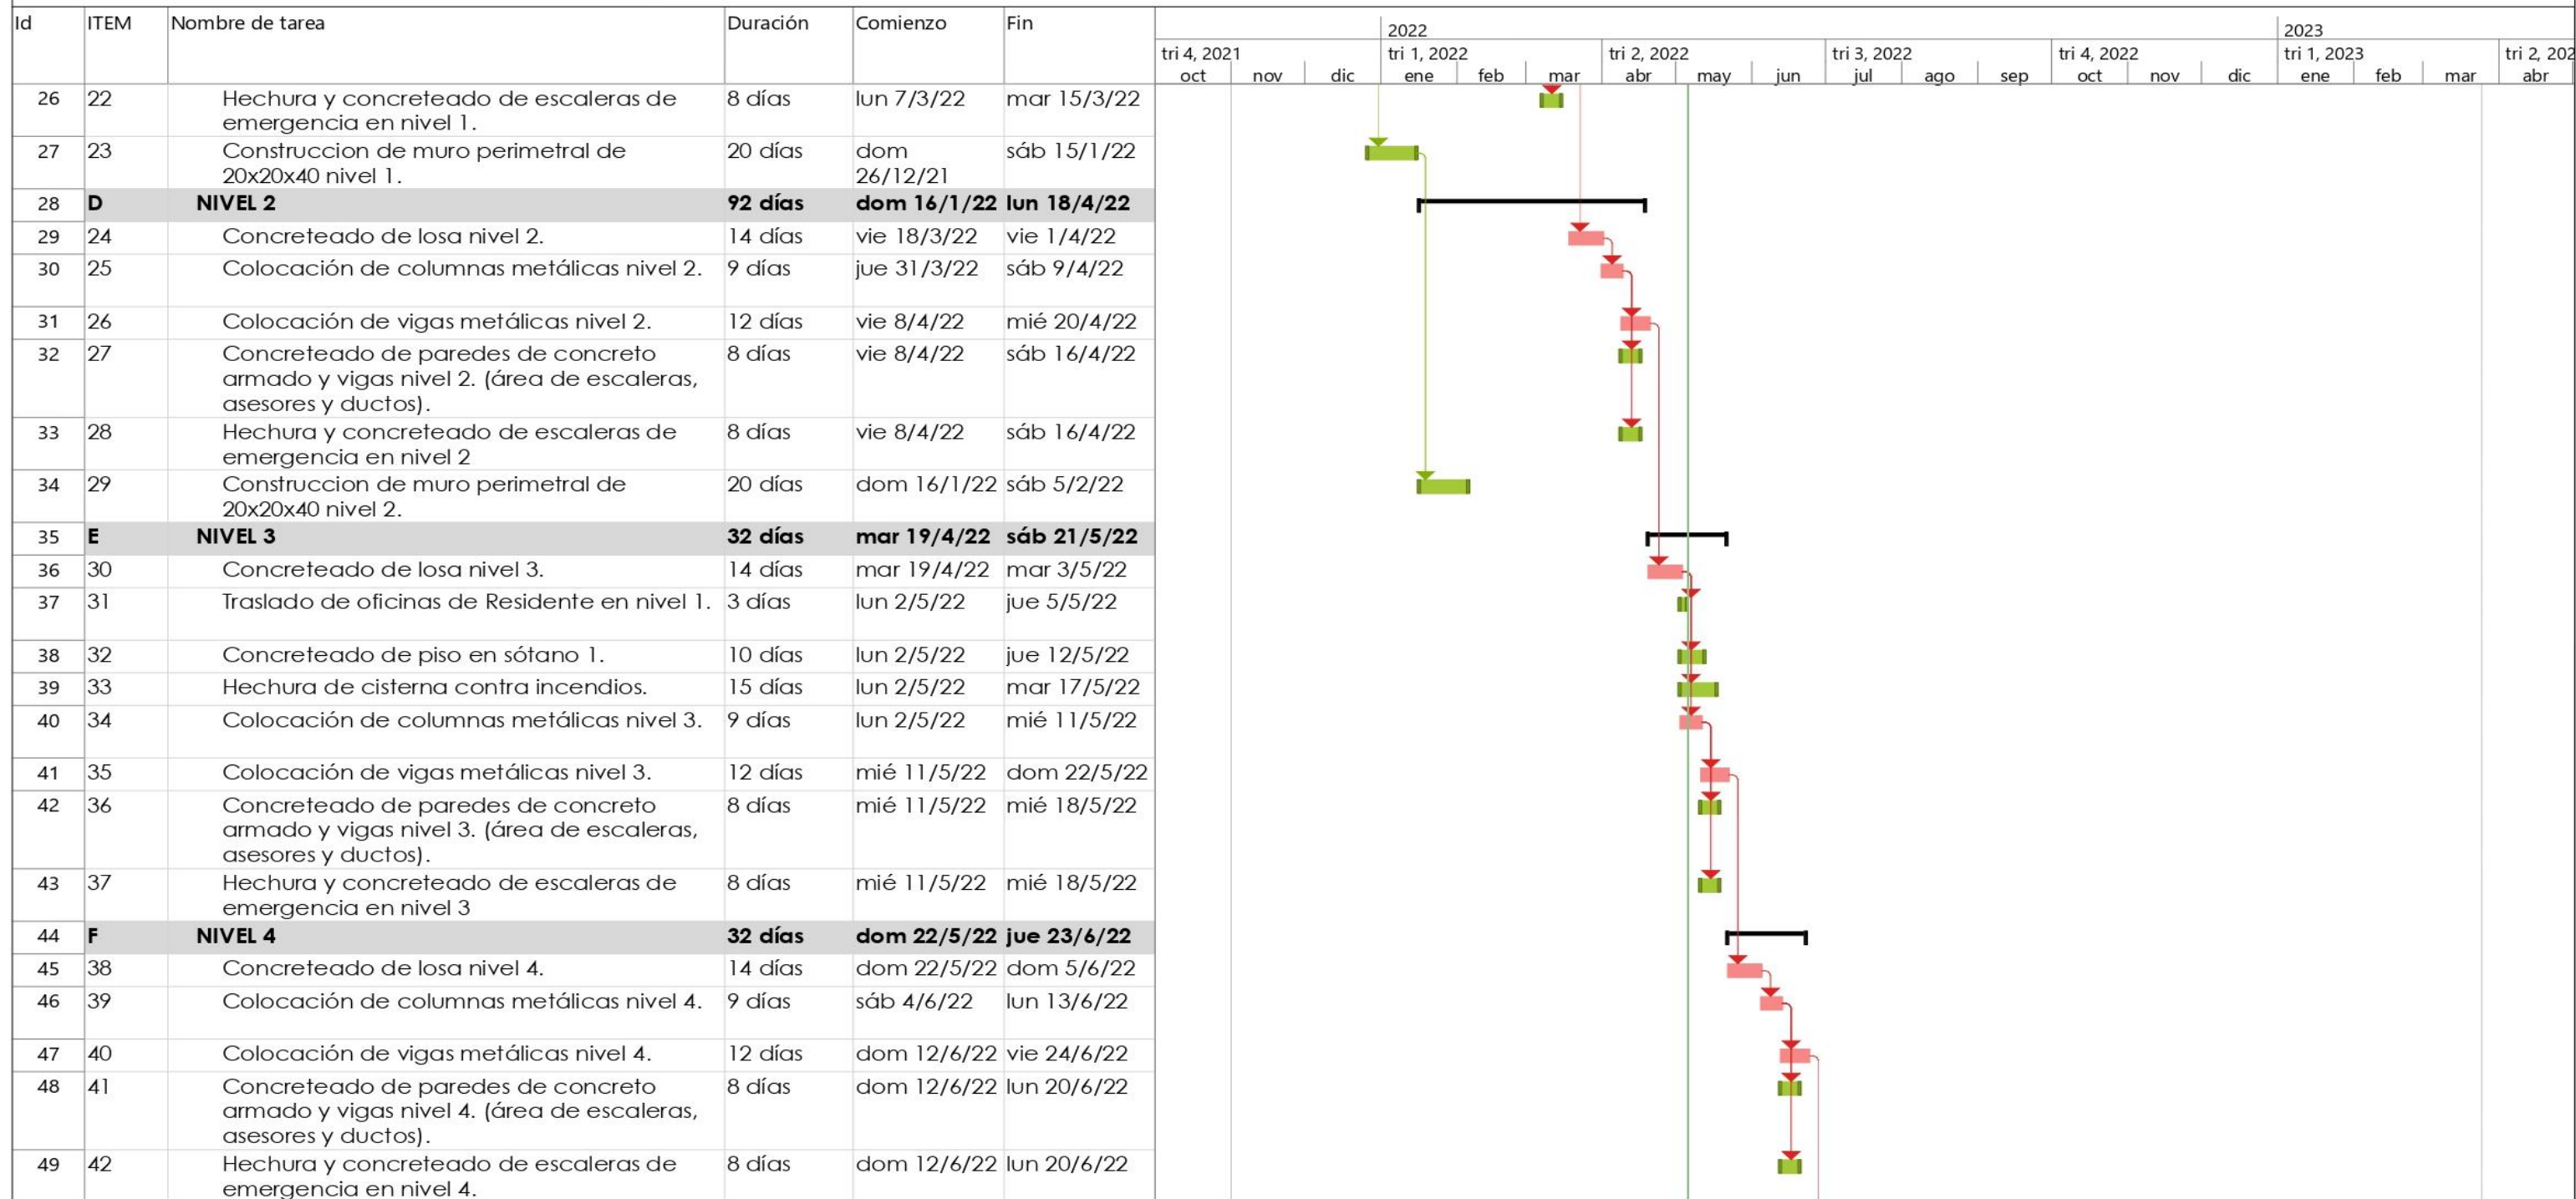 Id ITEM Nombre de tarea Duración Comienzo Fin
2022 2023
tri 4, 2021 tri 1, 2022 tri 2, 2022 tri 3, 2022 tri 4, 2022 tri 1, 2023 tri 2, 202
oct nov dic ene feb mar abr may jun jul ago sep oct nov dic ene feb mar abr
26 22 Hechura y concreteado de escaleras de 8 días lun 7/3/22 mar 15/3/22
emergencia en nivel 1.
27 23 Construccion de muro perimetral de 20 días dom sáb 15/1/22
20x20x40 nivel 1. 26/12/21
28 D NIVEL 2 92 días dom 16/1/22 lun 18/4/22
29 24 Concreteado de losa nivel 2. 14 días vie 18/3/22 vie 1/4/22
30 25 Colocación de columnas metálicas nivel 2. 9 días jue 31/3/22 sáb 9/4/22
31 26 Colocación de vigas metálicas nivel 2. 12 días vie 8/4/22 mié 20/4/22
32 27 Concreteado de paredes de concreto 8 días vie 8/4/22 sáb 16/4/22
armado y vigas nivel 2. (área de escaleras,
asesores y ductos).
33 28 Hechura y concreteado de escaleras de 8 días vie 8/4/22 sáb 16/4/22
emergencia en nivel 2
34 29 Construccion de muro perimetral de 20 días dom 16/1/22 sáb 5/2/22
20x20x40 nivel 2.
35 E NIVEL 3 32 días mar 19/4/22 sáb 21/5/22
36 30 Concreteado de losa nivel 3. 14 días mar 19/4/22 mar 3/5/22
37 31 Traslado de oficinas de Residente en nivel 1. 3 días lun 2/5/22 jue 5/5/22
38 32 Concreteado de piso en sótano 1. 10 días lun 2/5/22 jue 12/5/22
39 33 Hechura de cisterna contra incendios. 15 días lun 2/5/22 mar 17/5/22
40 34 Colocación de columnas metálicas nivel 3. 9 días lun 2/5/22 mié 11/5/22
41 35 Colocación de vigas metálicas nivel 3. 12 días mié 11/5/22 dom 22/5/22
42 36 Concreteado de paredes de concreto 8 días mié 11/5/22 mié 18/5/22
armado y vigas nivel 3. (área de escaleras,
asesores y ductos).
43 37 Hechura y concreteado de escaleras de 8 días mié 11/5/22 mié 18/5/22
emergencia en nivel 3
44 F NIVEL 4 32 días dom 22/5/22 jue 23/6/22
45 38 Concreteado de losa nivel 4. 14 días dom 22/5/22 dom 5/6/22
46 39 Colocación de columnas metálicas nivel 4. 9 días sáb 4/6/22 lun 13/6/22
47 40 Colocación de vigas metálicas nivel 4. 12 días dom 12/6/22 vie 24/6/22
48 41 Concreteado de paredes de concreto 8 días dom 12/6/22 lun 20/6/22
armado y vigas nivel 4. (área de escaleras,
asesores y ductos).
49 42 Hechura y concreteado de escaleras de 8 días dom 12/6/22 lun 20/6/22
emergencia en nivel 4.